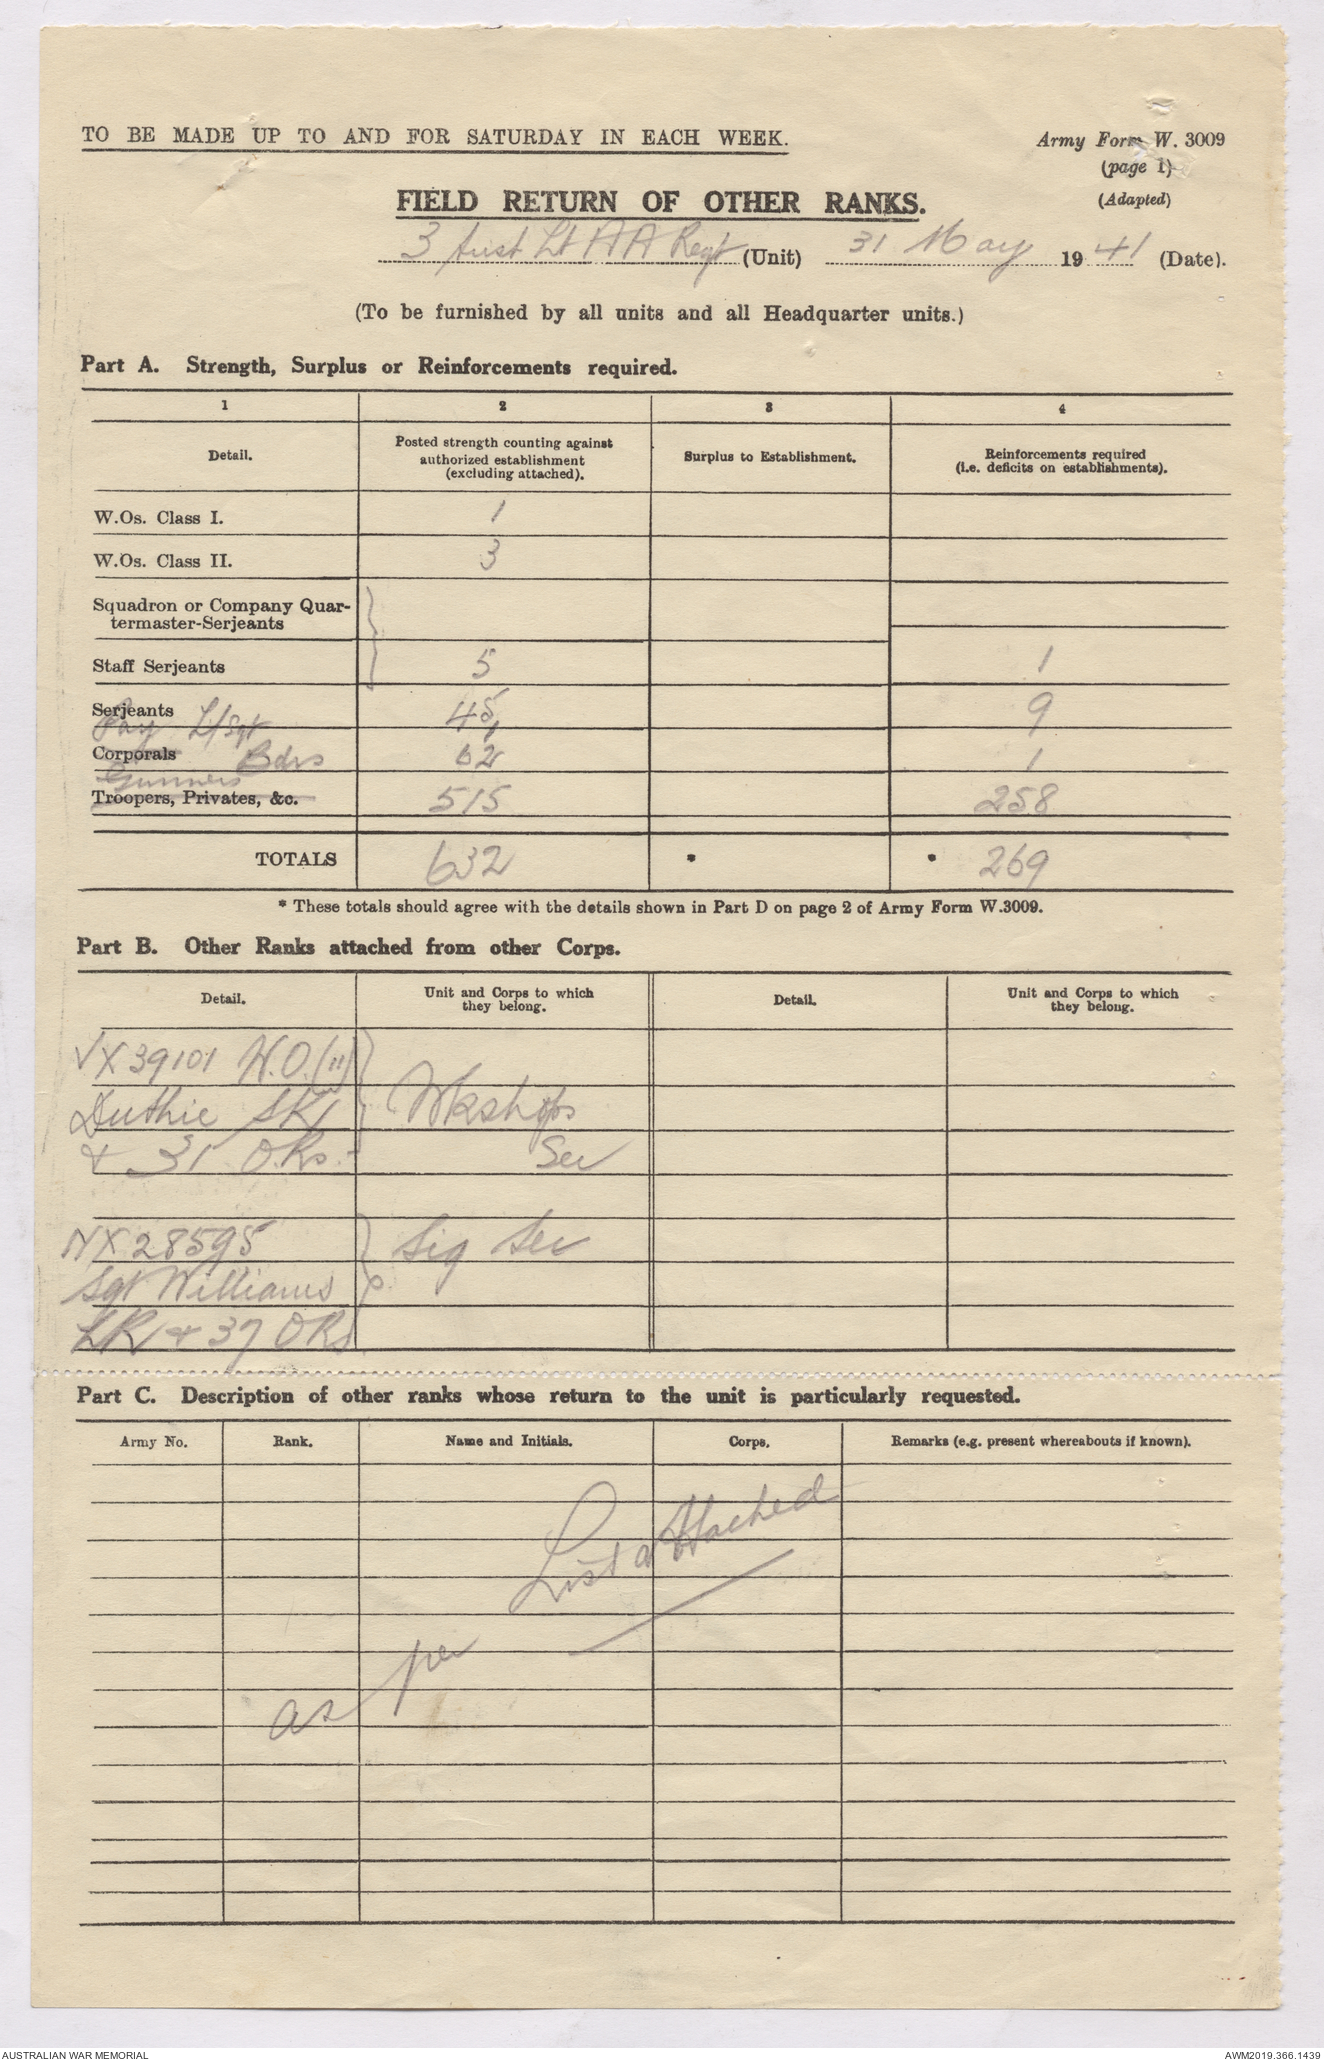 TO BE MADE UP TO AND FOR SATURDAY IN EACH WEEK.
Army Form W. 3009
(page 1)
(Adapted)
FIELD RETURN OF OTHER RANKS.
3 Aust Lt AA Regt (Unit) 31 May 1941 (Date).
(To be furnished by all units and all Headquarter units.)
Part A. Strength, Surplus or Reinforcements required.
1 2 3 4
Detail.
Posted strength counting against
authorized establishment
(excluding attached).
Surplus to Establishment.
Reinforcements required
(i.e. deficits on establishments).
W.Os. Class I. 1
W.Os. Class II. 3
Squadron or Company Quar-
termaster-Serjeants
Staff Serjeants 5 1
Serjeants 45 9
L/Sgt
Corporals Bdrs 62 1
Gunners
Troopers, Privates, &c. 515 258
TOTALS 632 * * 269
* These totals should agree with the details shown in Part D on page 2 of Army Form W.3009.
Part B. Other Ranks attached from other Corps.
Detail.
Unit and Corps to which
they belong.
Detail.
Unit and Corps to which
they belong.
VX39101 W.O.(11)
Duthie SK Wkshops
& 31 O.Rs. Sec
NX28595 Sig Sec
Sgt Williams
LR & 37 ORs
Part C. Description of other ranks whose return to the unit is particularly requested.
Army No. Rank. Name and Initials. Corps. Remarks (e.g. present whereabouts if known).
as per List attached
AUSTRALIAN WAR MEMORIAL
AWM2019.366.1439